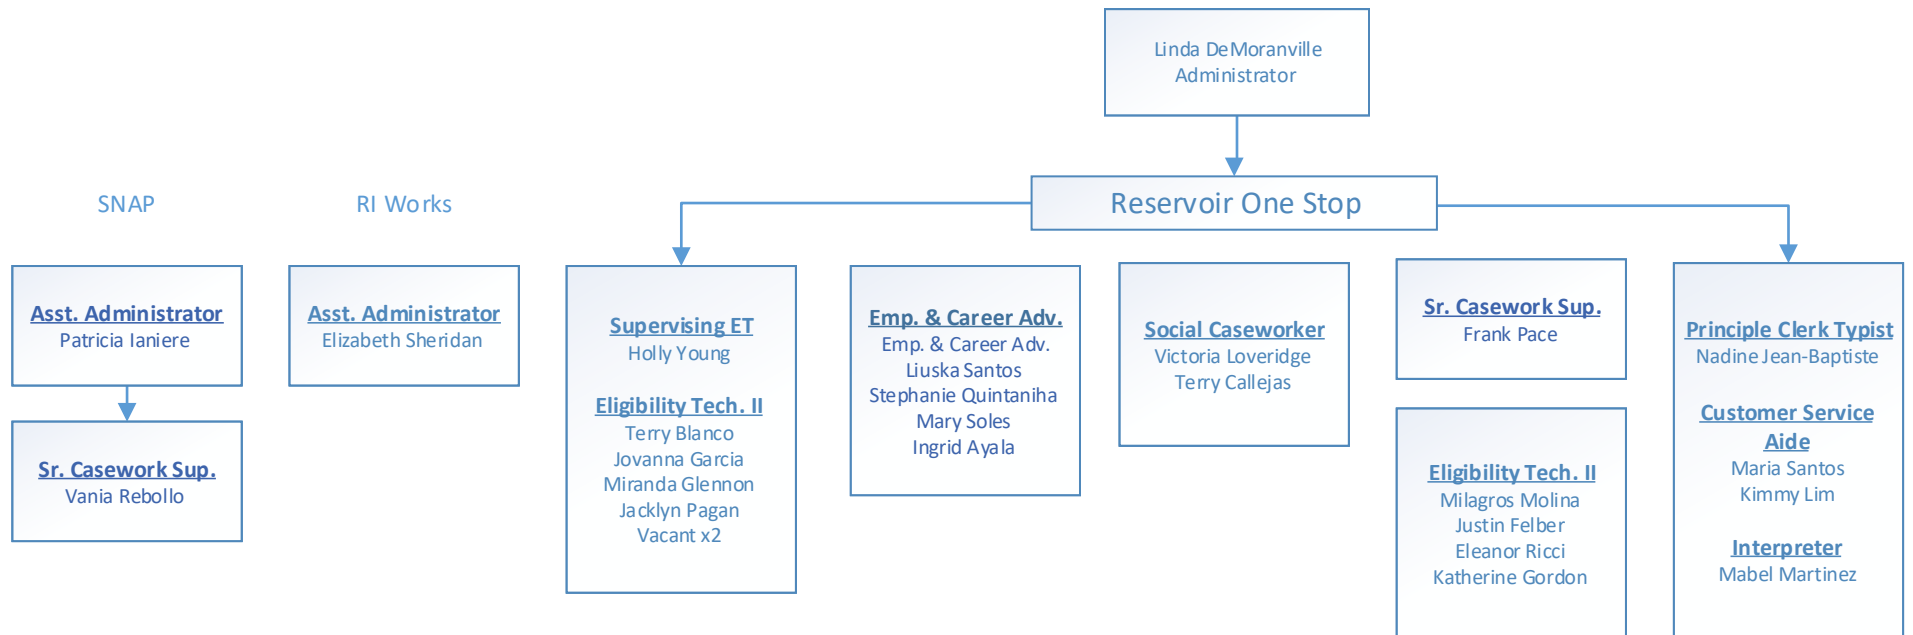 Linda DeMoranville
Administrator
Reservoir One Stop
SNAP
RI Works
Asst. Administrator
Patricia Ianiere
Sr. Casework Sup.
Vania Rebollo
Asst. Administrator
Elizabeth Sheridan
Supervising ET
Holly Young
Eligibility Tech. II
Terry Blanco
Jovanna Garcia
Miranda Glennon
Jacklyn Pagan
Vacant x2
Emp. & Career Adv.
Emp. & Career Adv.
Liuska Santos
Stephanie Quintaniha
Mary Soles
Ingrid Ayala
Social Caseworker
Victoria Loveridge
Terry Callejas
Sr. Casework Sup.
Frank Pace
Eligibility Tech. II
Milagros Molina
Justin Felber
Eleanor Ricci
Katherine Gordon
Principle Clerk Typist
Nadine Jean-Baptiste
Customer Service
Aide
Maria Santos
Kimmy Lim
Interpreter
Mabel Martinez